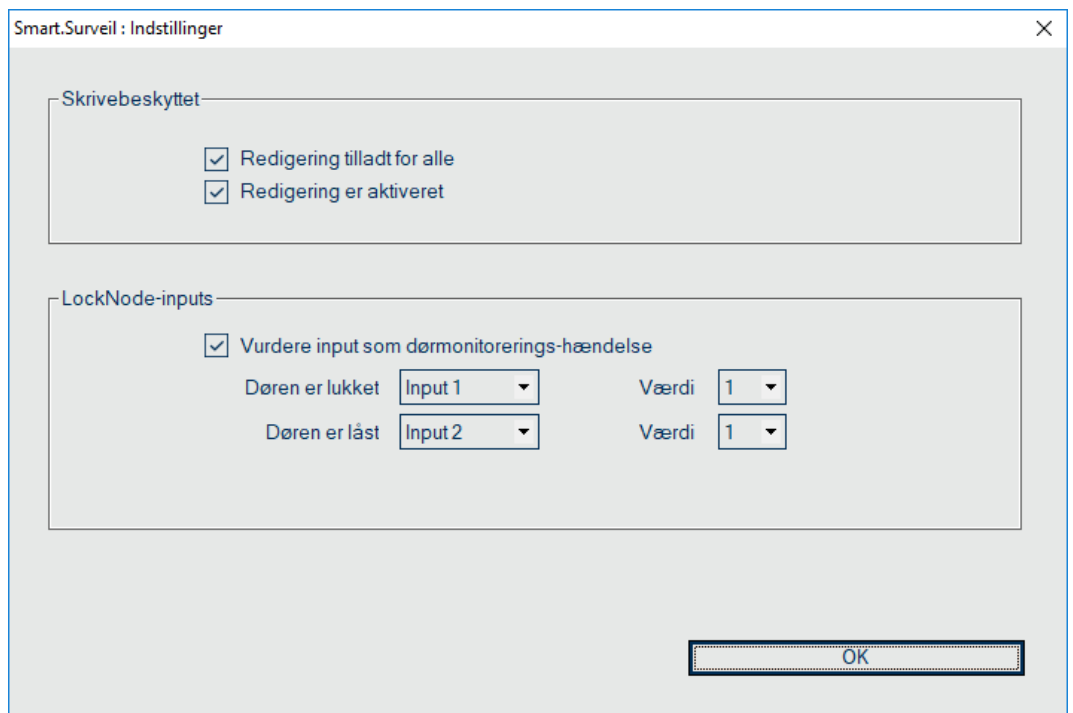 Smart.Surveil : Indstillinger
Skrivebeskyttet
Redigering tilladt for alle
Redigering er aktiveret
LockNode-inputs
Vurdere input som dørmonitorerings-hændelse
Døren er lukket Input 1 Værdi 1
Døren er låst Input 2 Værdi 1
OK